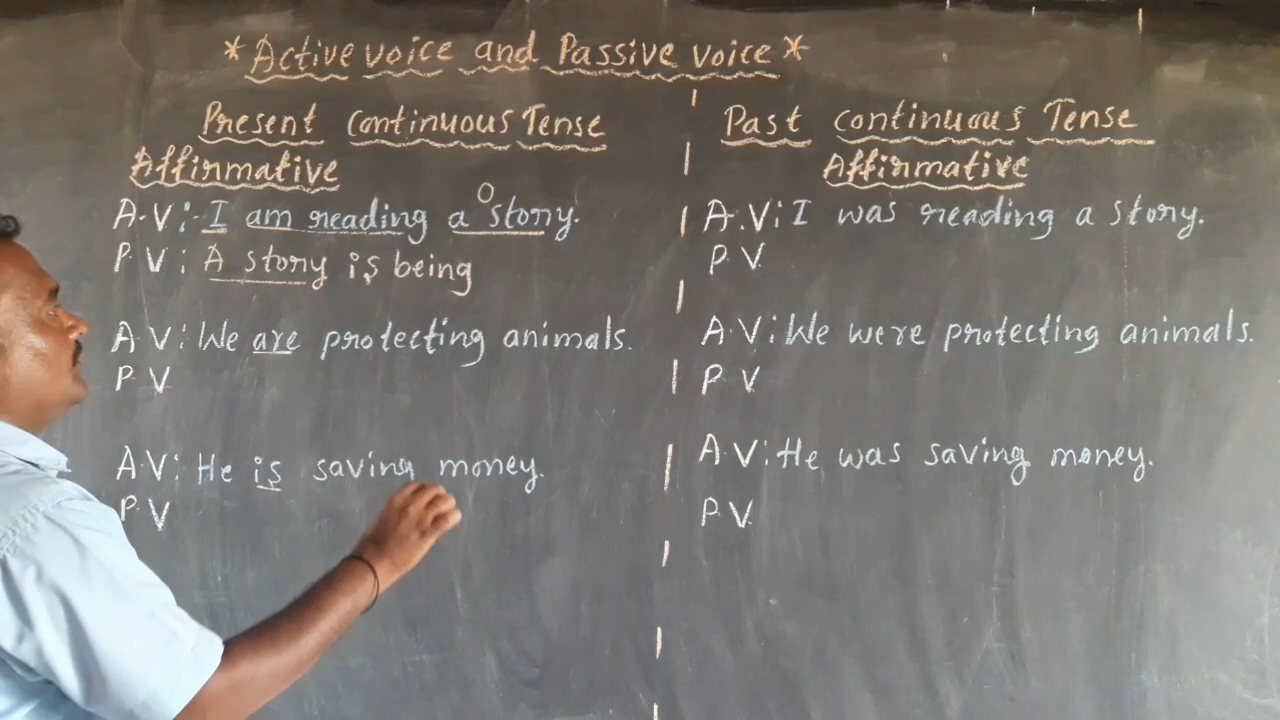 *Active voice and Passive voice*
Present continuous Tense
Affirmative
A.V: I am reading a story.
O
P V: A story is being
A.V: We are protecting animals.
P. V
A.V: He is saving money.
P. V
Past continuous Tense
Affirmative
A.V: I was reading a story.
P V.
A.V: We were protecting animals.
P. V
A.V: He was saving money.
P. V.